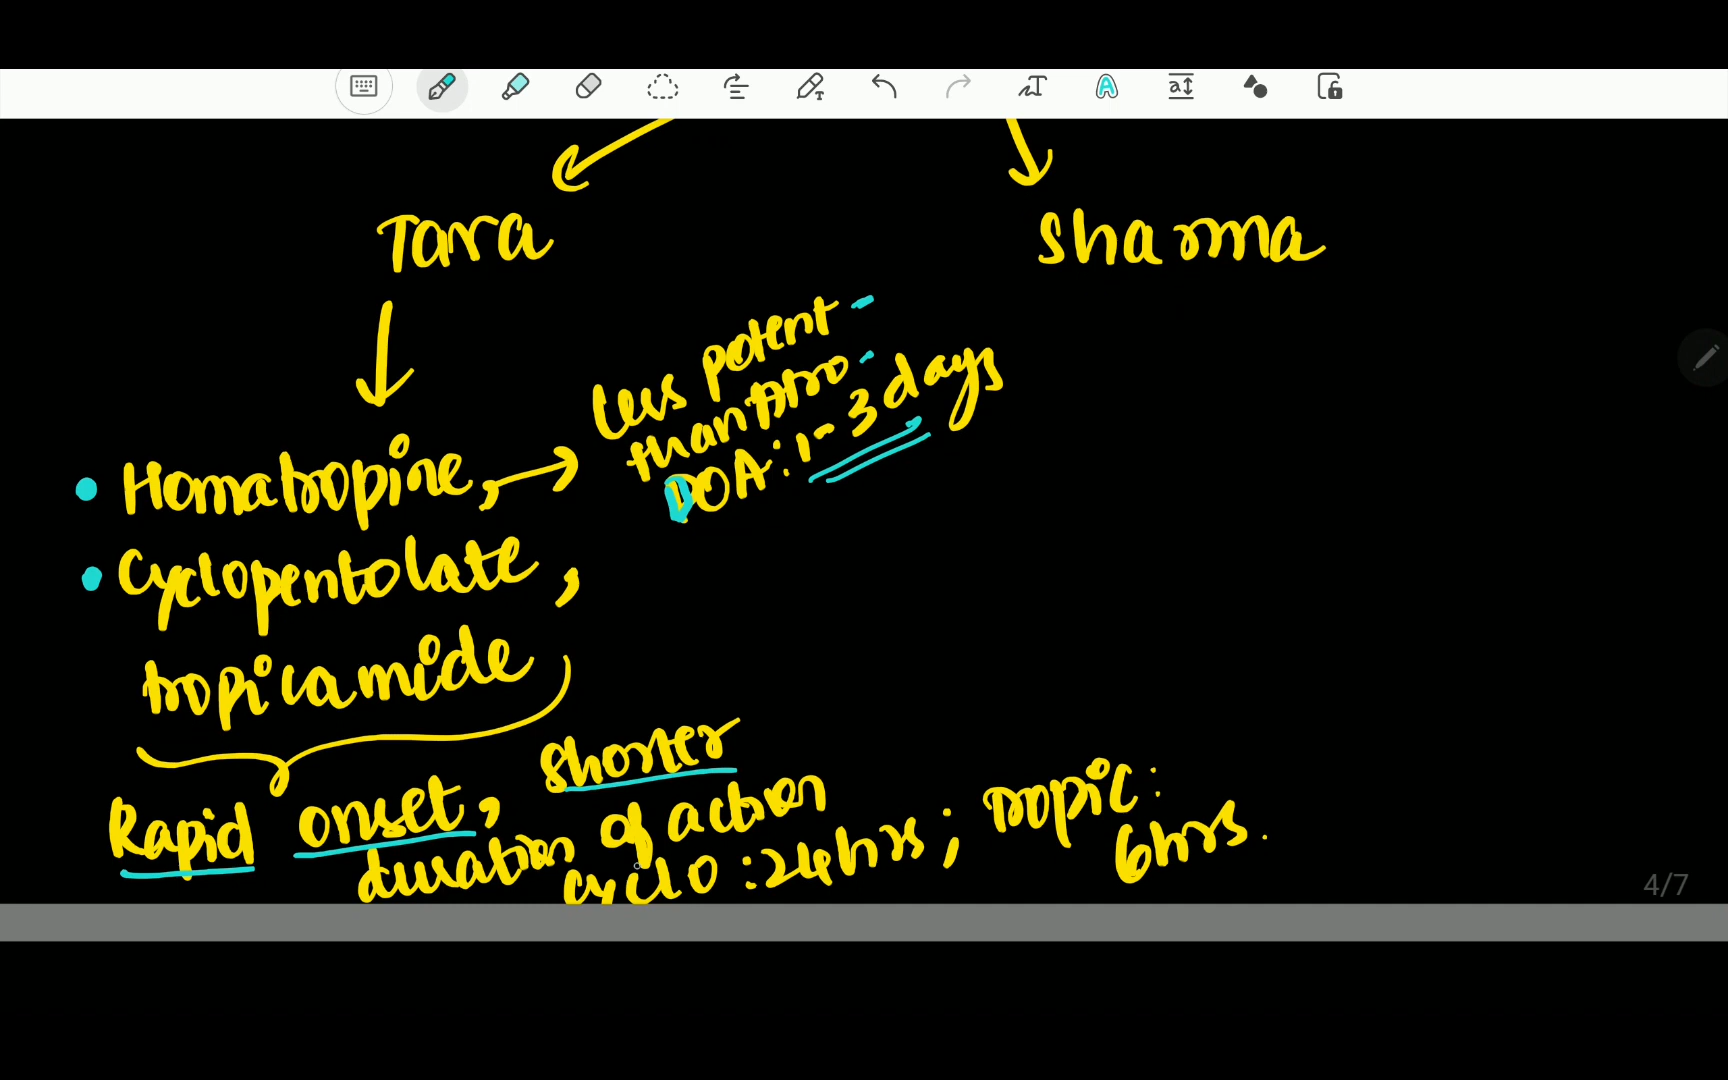 Tara
Sharma
less potent -
than Atro -
DOA : 1 - 3 days
• Homatropine,
• Cyclopentolate,
tropicamide
Rapid onset, shorter
duration of action
cyclo : 24hrs ; Tropic :
6hrs.
4/7